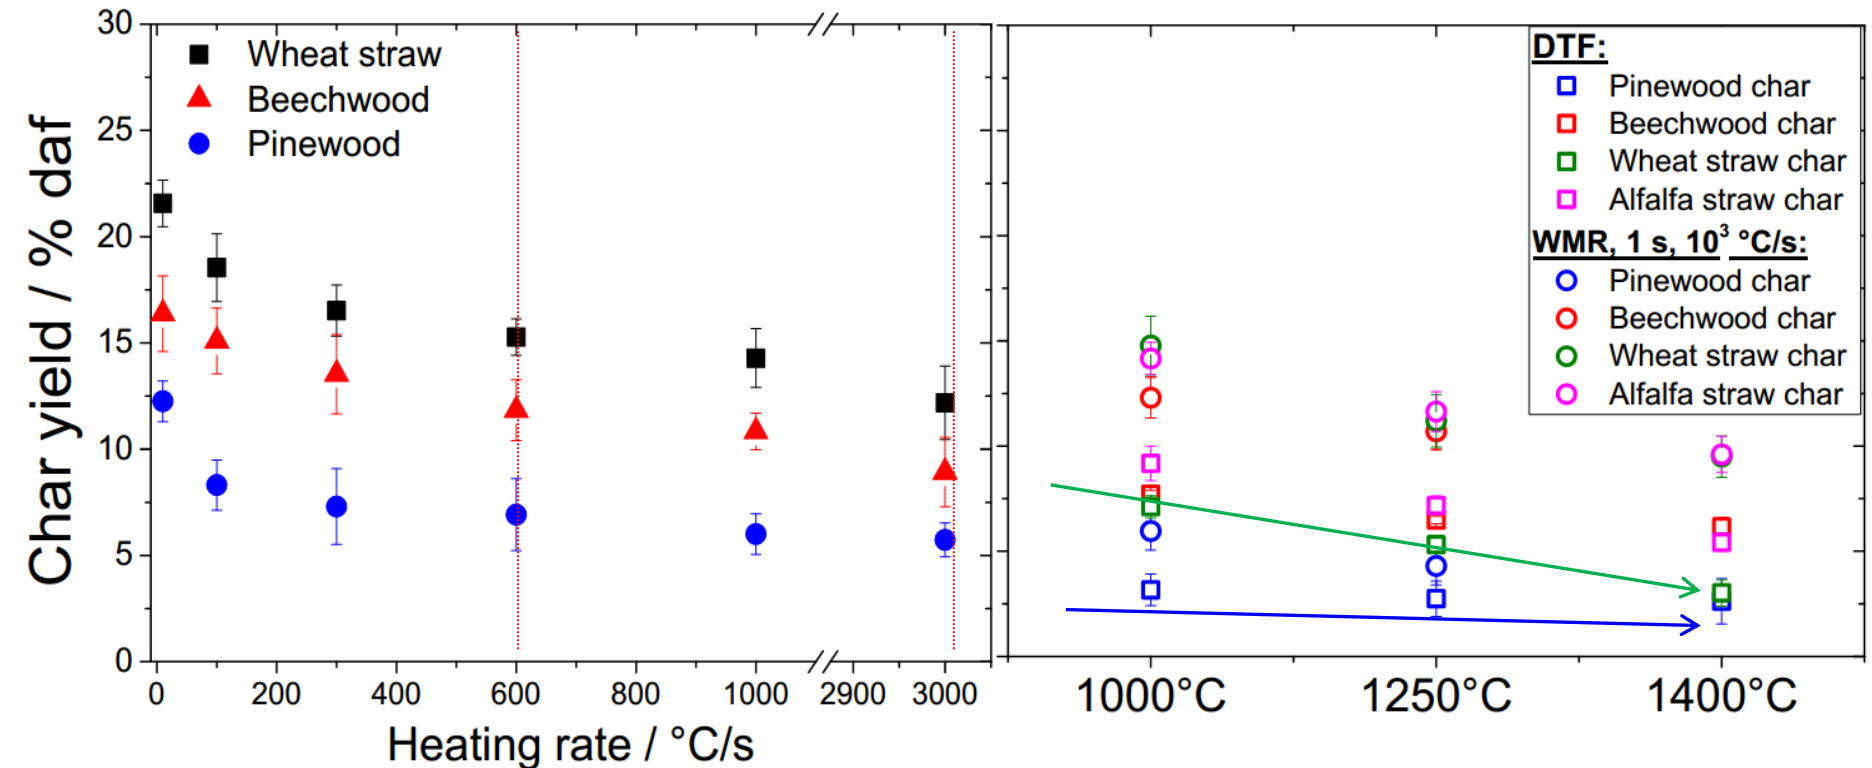 Char yield / % daf
30
25
20
15
10
5
0
Wheat straw
Beechwood
Pinewood
0 200 400 600 800 1000 2900 3000
Heating rate / °C/s
DTF:
Pinewood char
Beechwood char
Wheat straw char
Alfalfa straw char
WMR, 1 s, 10³ °C/s:
Pinewood char
Beechwood char
Wheat straw char
Alfalfa straw char
1000°C 1250°C 1400°C